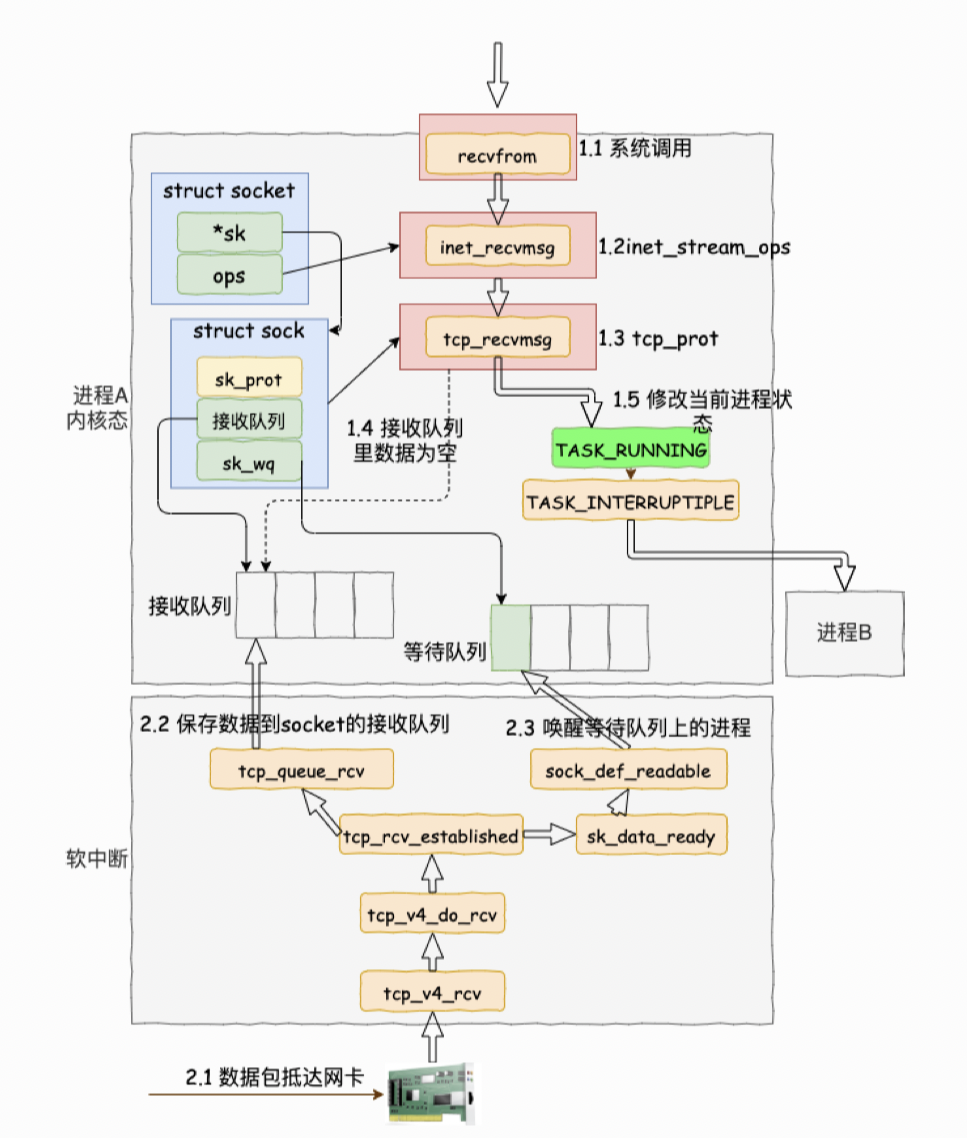 recvfrom
1.1 系统调用
struct socket
*sk
ops
inet_recvmsg
1.2inet_stream_ops
struct sock
sk_prot
接收队列
sk_wq
tcp_recvmsg
1.3 tcp_prot
进程A
内核态
1.4 接收队列
里数据为空
1.5 修改当前进程状
态
TASK_RUNNING
TASK_INTERRUPTIPLE
接收队列
等待队列
进程B
2.2 保存数据到socket的接收队列
2.3 唤醒等待队列上的进程
tcp_queue_rcv
sock_def_readable
tcp_rcv_established
sk_data_ready
软中断
tcp_v4_do_rcv
tcp_v4_rcv
2.1 数据包抵达网卡